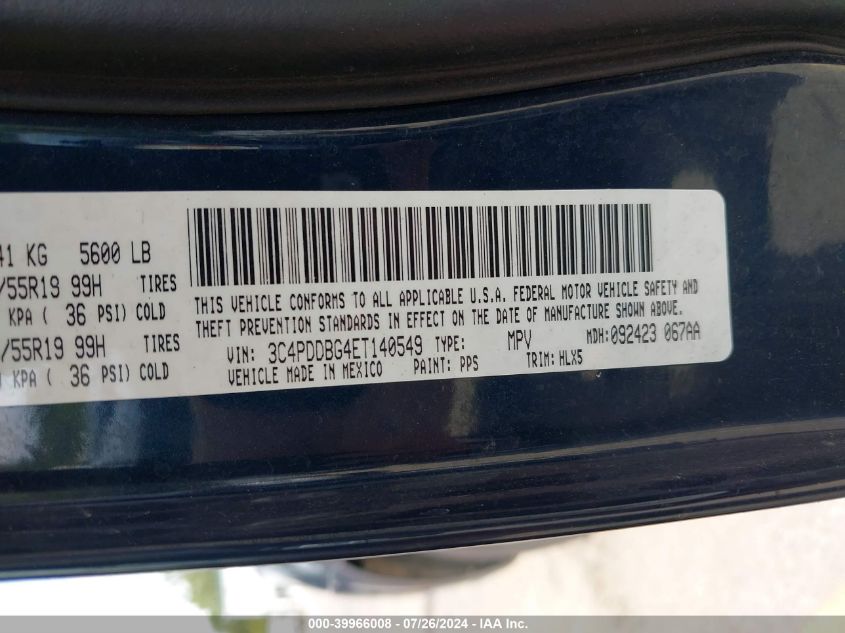 41 KG 5600 LB
/55R19 99H TIRES
KPA ( 36 PSI) COLD
/55R19 99H TIRES
KPA ( 36 PSI) COLD
THIS VEHICLE CONFORMS TO ALL APPLICABLE U.S.A. FEDERAL MOTOR VEHICLE SAFETY AND
THEFT PREVENTION STANDARDS IN EFFECT ON THE DATE OF MANUFACTURE SHOWN ABOVE.
VIN: 3C4PDDBG4ET140549 TYPE: MPV MDH: 092423 067AA
VEHICLE MADE IN MEXICO PAINT: PPS TRIM: HLX5
000-39966008 / 07/26/2024 / IAA Inc.